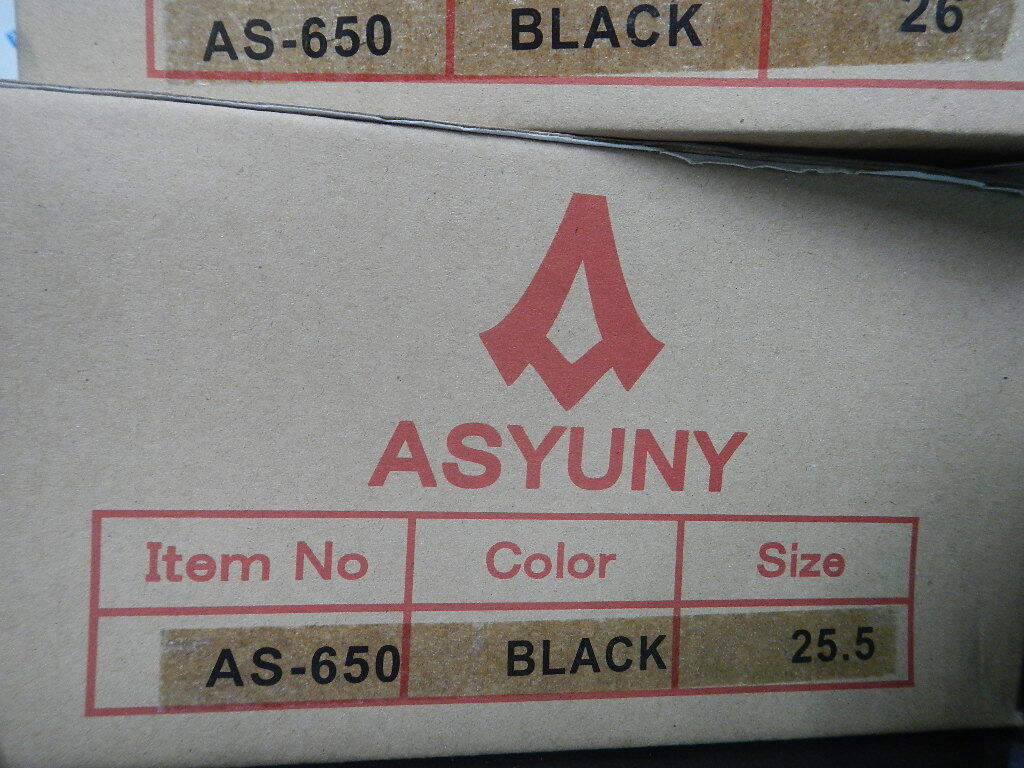 AS-650 BLACK 26
ASYUNY
Item No Color Size
AS-650 BLACK 25.5